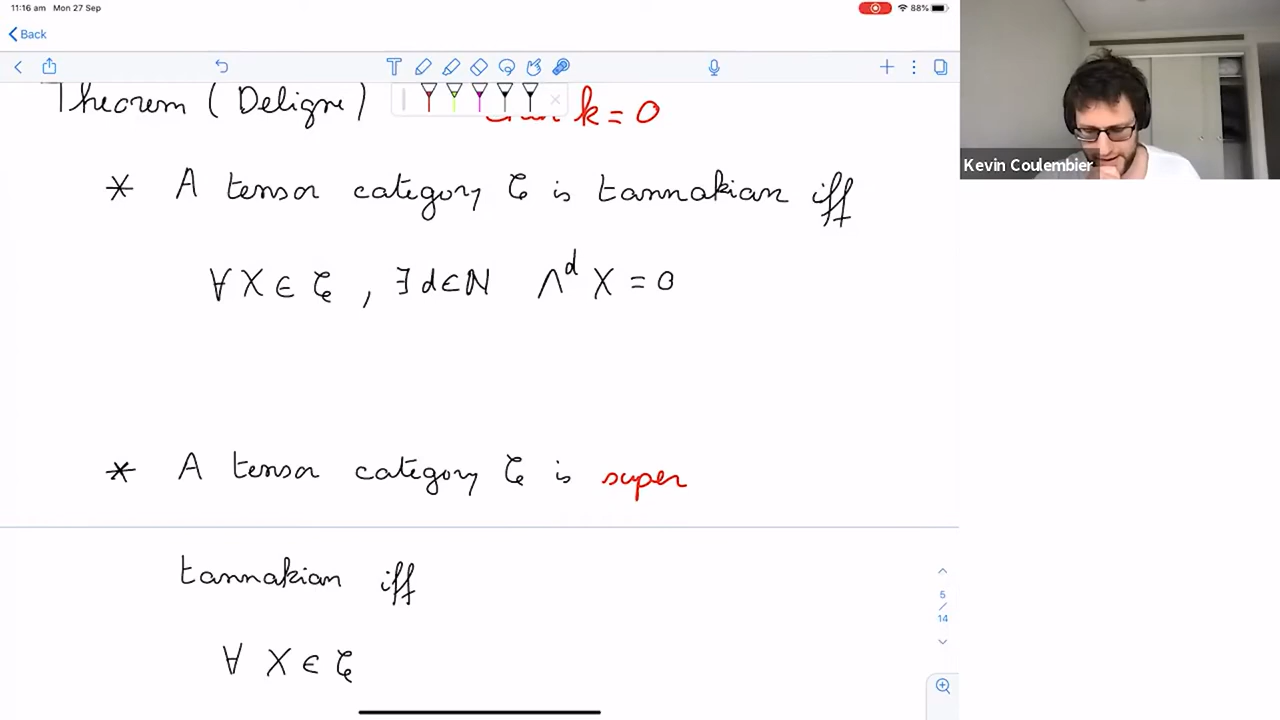 11:16 am Mon 27 Sep
88%
Back
Theorem (Deligne) k = 0
* A tensor category C is tannakian iff
∀ X ∈ C , ∃ d ∈ N Λ^d X = 0
* A tensor category C is super
tannakian iff
∀ X ∈ C
5
/
14
Kevin Coulembier